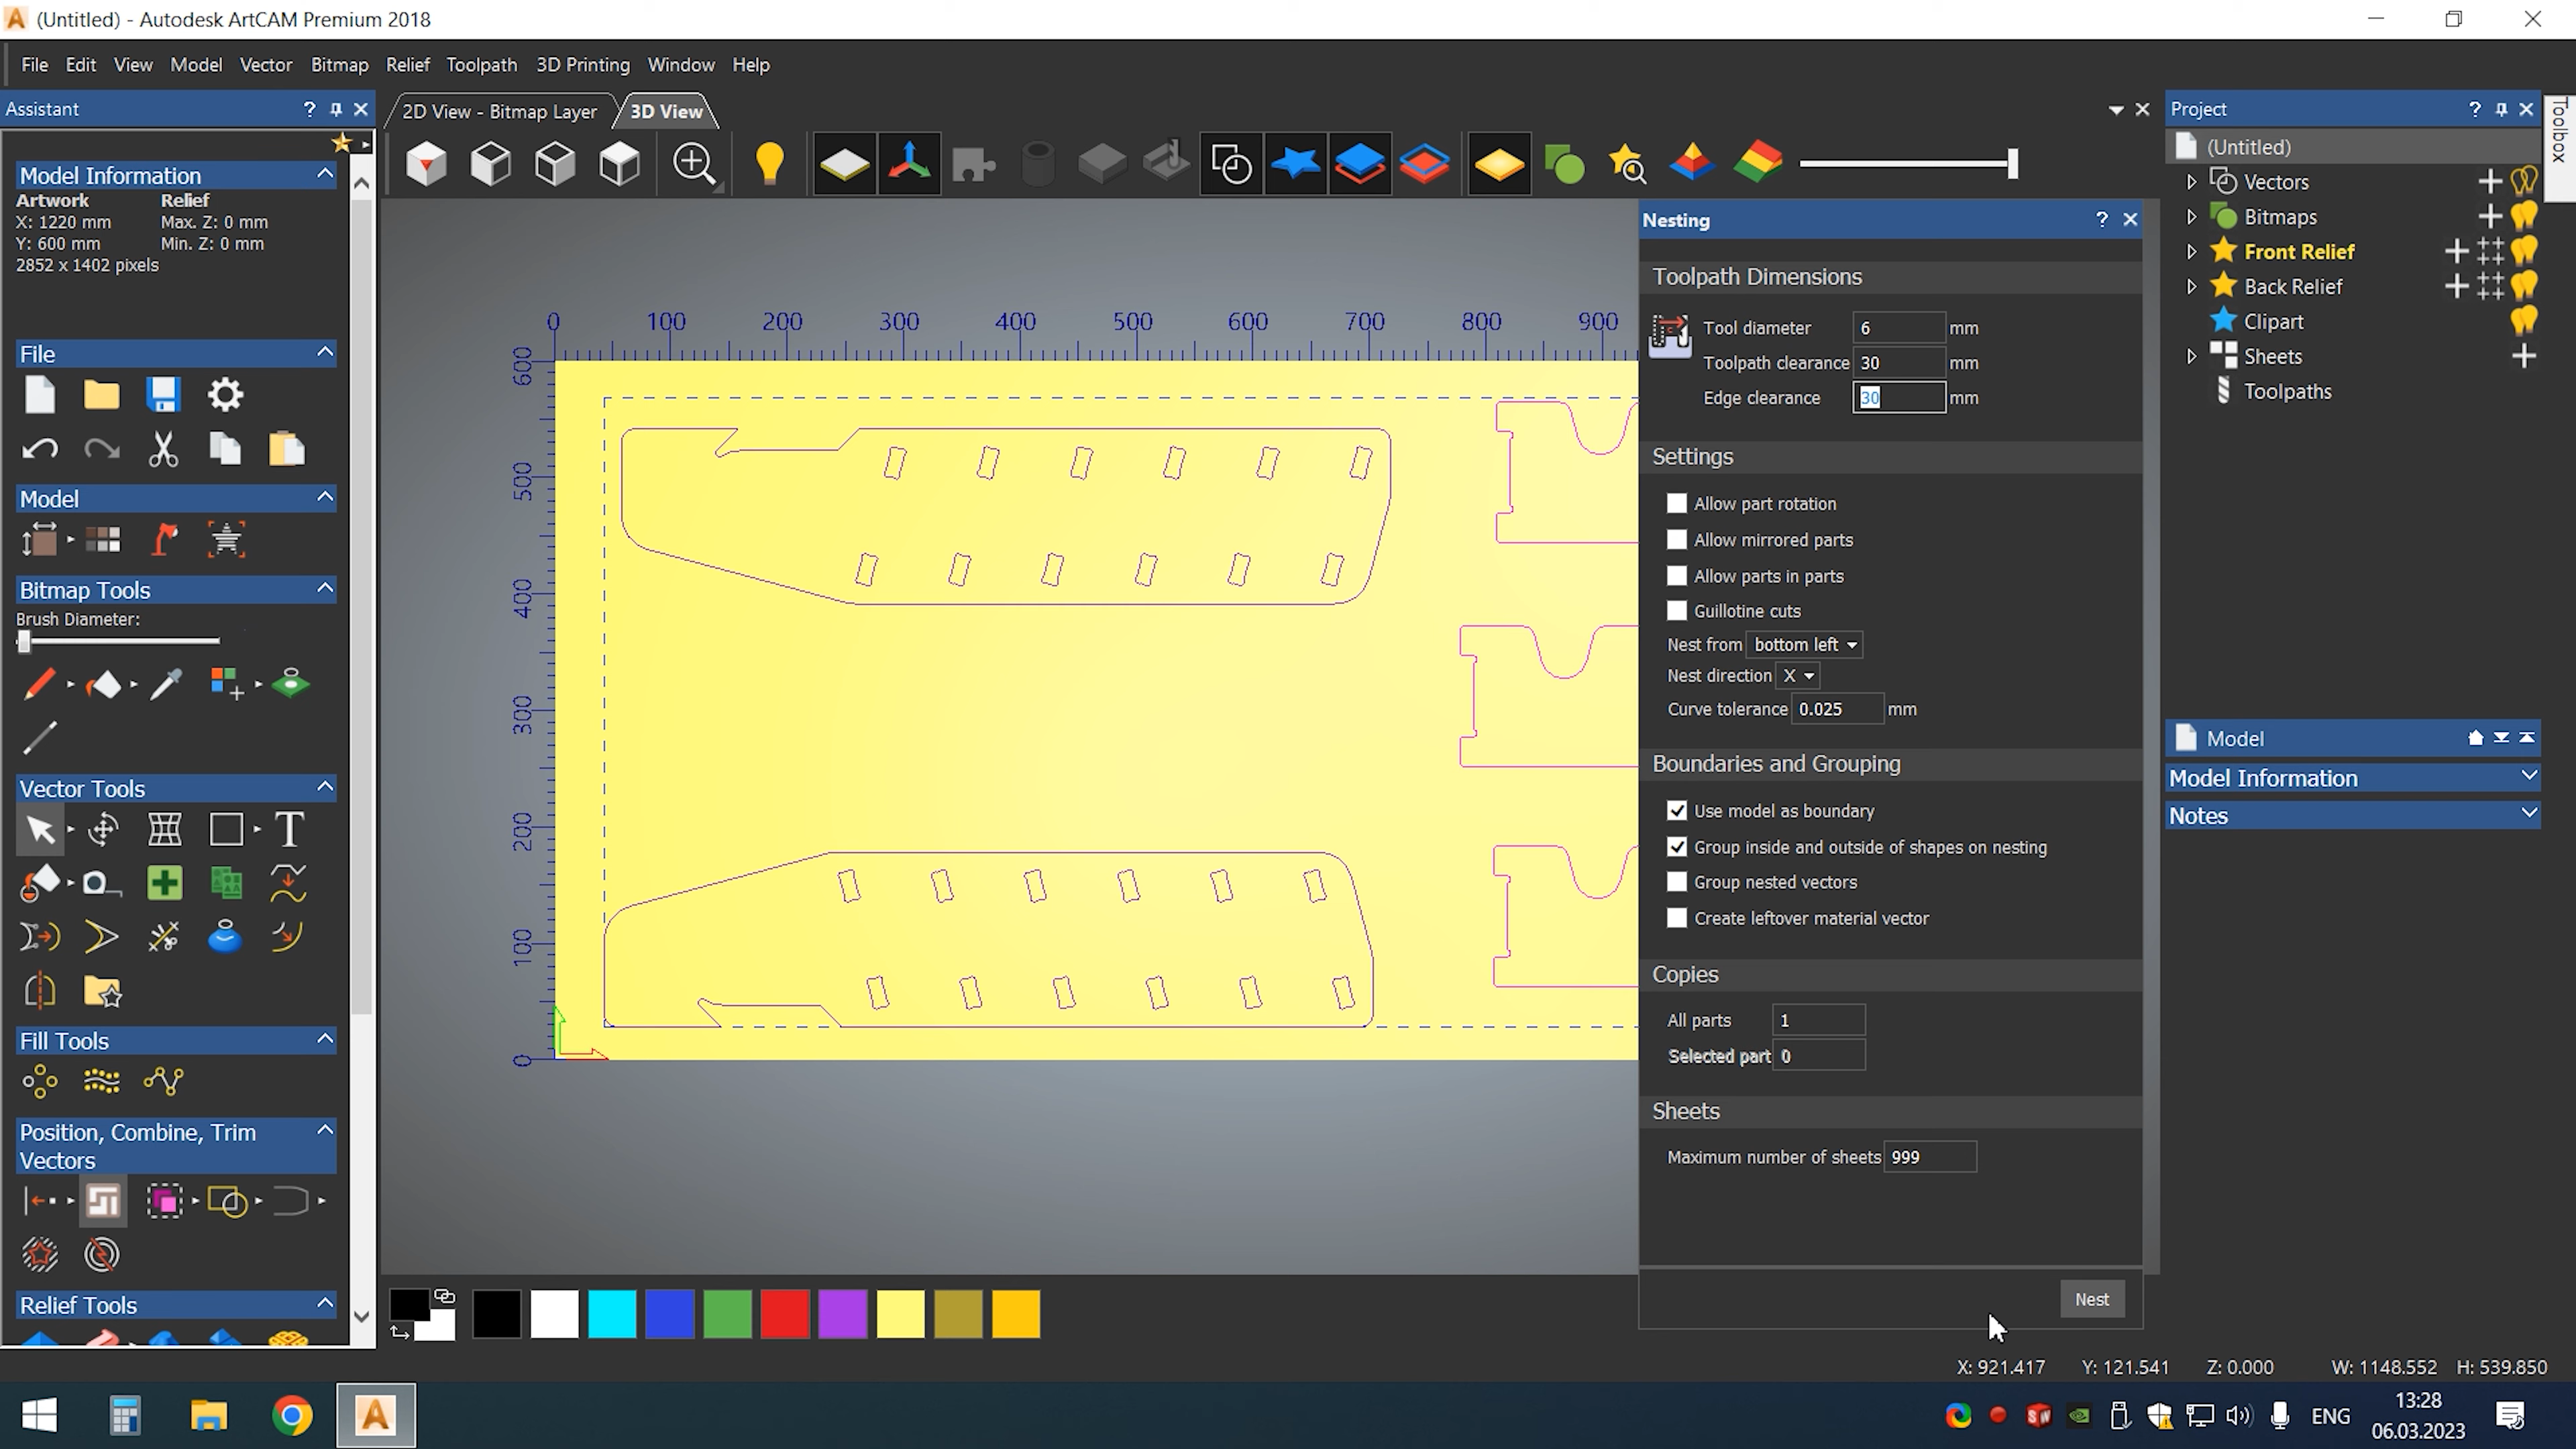 (Untitled) - Autodesk ArtCAM Premium 2018
File Edit View Model Vector Bitmap Relief Toolpath 3D Printing Window Help
Assistant
2D View - Bitmap Layer
3D View
Project
Toolbox
Model Information
Artwork Relief
X: 1220 mm Max. Z: 0 mm
Y: 600 mm Min. Z: 0 mm
2852 x 1402 pixels
File
Model
Bitmap Tools
Brush Diameter:
Vector Tools
Fill Tools
Position, Combine, Trim
Vectors
Relief Tools
0 100 200 300 400 500 600 700 800 900
600
500
400
300
200
100
0
Nesting
Toolpath Dimensions
Tool diameter 6 mm
Toolpath clearance 30 mm
Edge clearance 30 mm
Settings
Allow part rotation
Allow mirrored parts
Allow parts in parts
Guillotine cuts
Nest from bottom left
Nest direction X
Curve tolerance 0.025 mm
Boundaries and Grouping
Use model as boundary
Group inside and outside of shapes on nesting
Group nested vectors
Create leftover material vector
Copies
All parts 1
Selected part 0
Sheets
Maximum number of sheets 999
Nest
(Untitled)
Vectors
Bitmaps
Front Relief
Back Relief
Clipart
Sheets
Toolpaths
Model
Model Information
Notes
X: 921.417 Y: 121.541 Z: 0.000 W: 1148.552 H: 539.850
ENG
13:28
06.03.2023